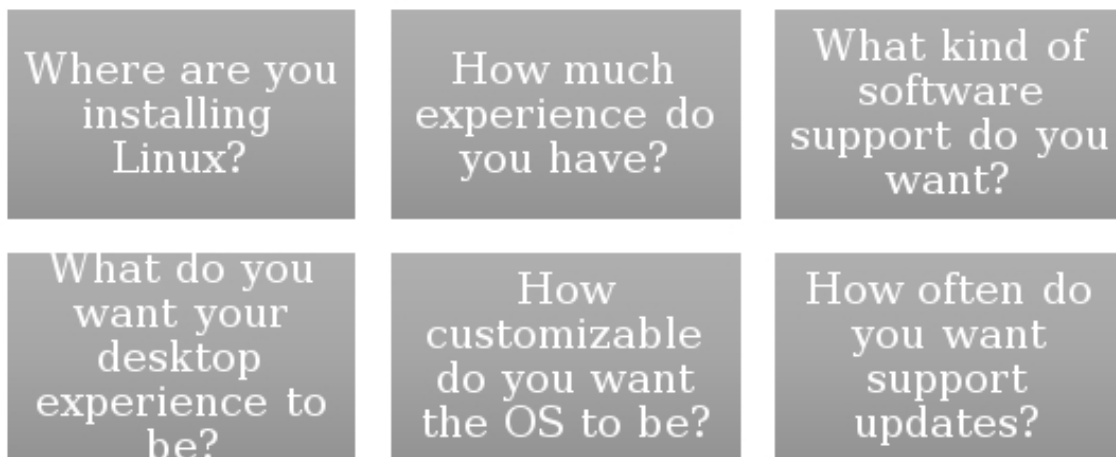 Where are you
installing
Linux?
How much
experience do
you have?
What kind of
software
support do you
want?
What do you
want your
desktop
experience to
be?
How
customizable
do you want
the OS to be?
How often do
you want
support
updates?